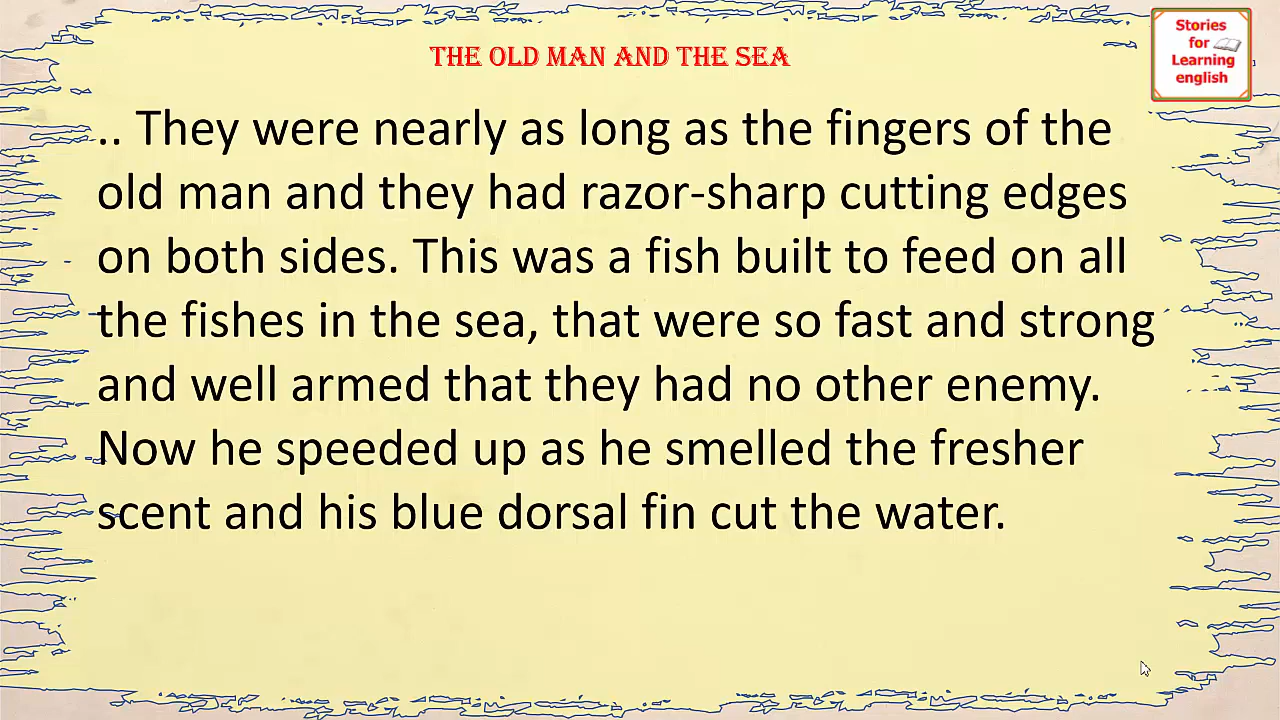 THE OLD MAN AND THE SEA
Stories
for
Learning
english
.. They were nearly as long as the fingers of the
old man and they had razor-sharp cutting edges
on both sides. This was a fish built to feed on all
the fishes in the sea, that were so fast and strong
and well armed that they had no other enemy.
Now he speeded up as he smelled the fresher
scent and his blue dorsal fin cut the water.